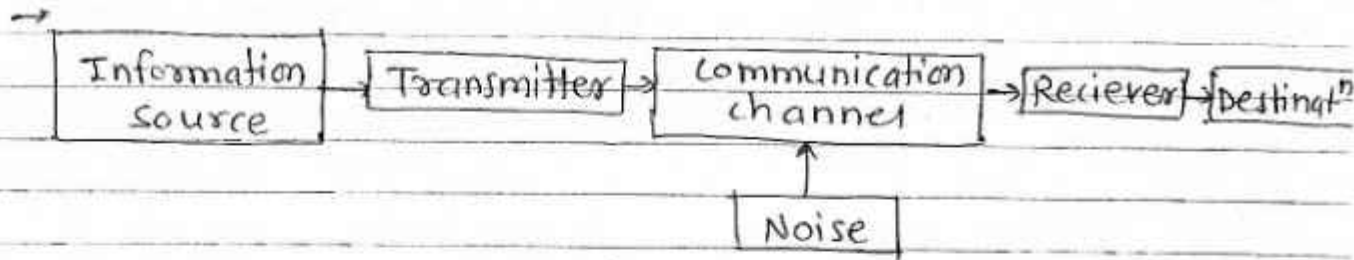 Information
source
Transmitter
communication
channel
Reciever
Destinatⁿ
Noise